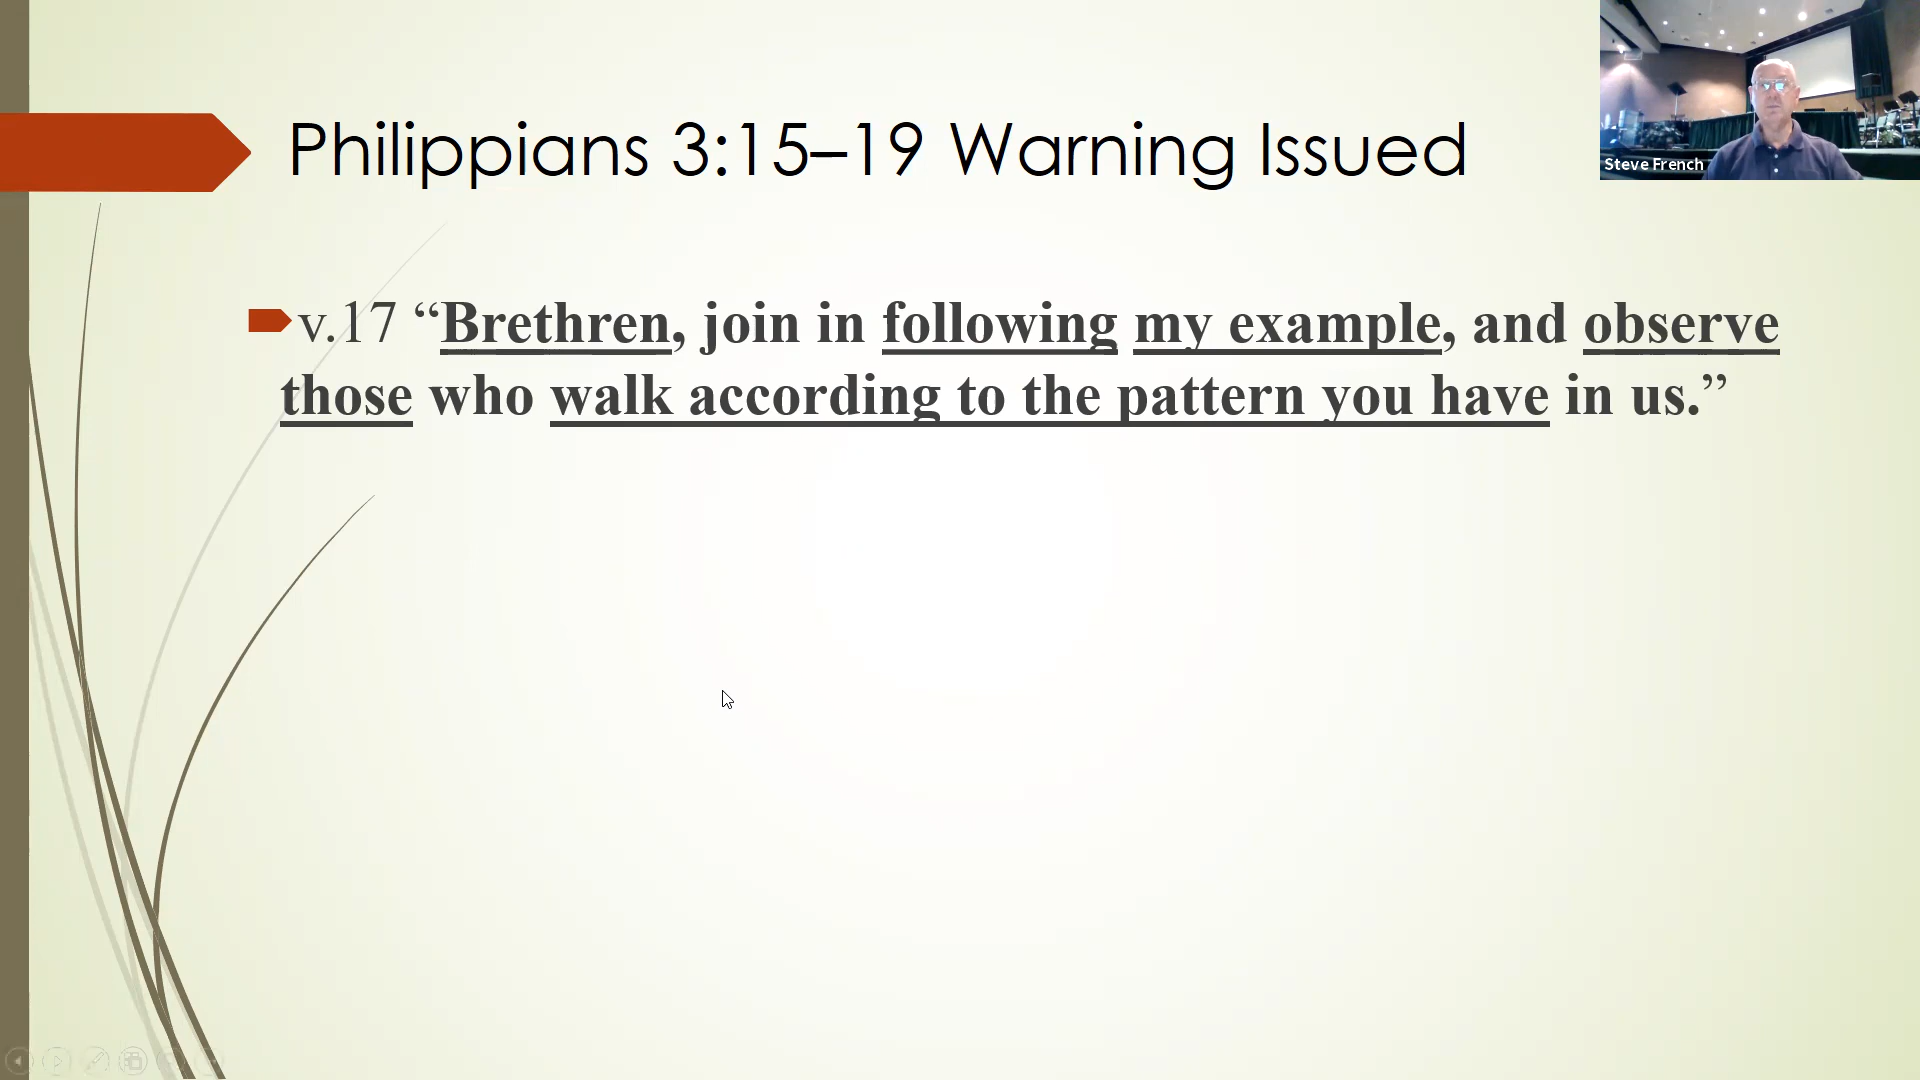 Philippians 3:15–19 Warning Issued
Steve French
v.17 “Brethren, join in following my example, and observe
those who walk according to the pattern you have in us.”